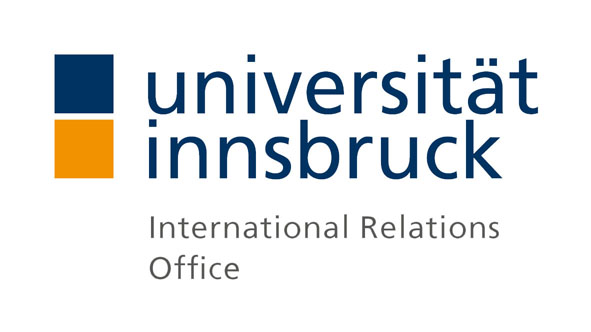 universität
innsbruck
International Relations
Office